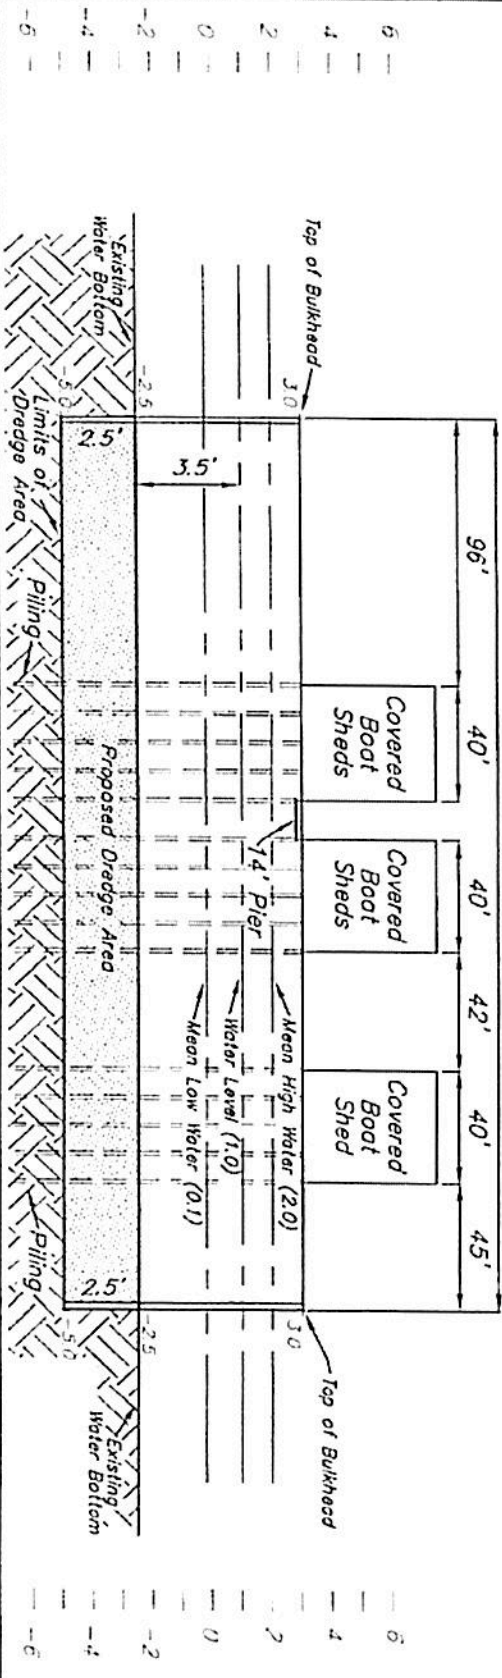 96'
40'
40'
42'
40'
45'
Covered
Boat
Sheds
Covered
Boat
Sheds
Covered
Boat
Shed
Top of Bulkhead
3.0
14' Pier
Mean High Water (2.0)
Water Level (1.0)
Mean Low Water (0.1)
3.0
Top of Bulkhead
3.5'
Existing
Water Bottom
-2.5
2.5'
-5.0
Proposed Dredge Area
2.5'
-2.5
-5.0
Existing
Water Bottom
Limits of
Dredge Area
Piling
Piling
6
4
2
0
-2
-4
-6
6
4
2
0
-2
-4
-6